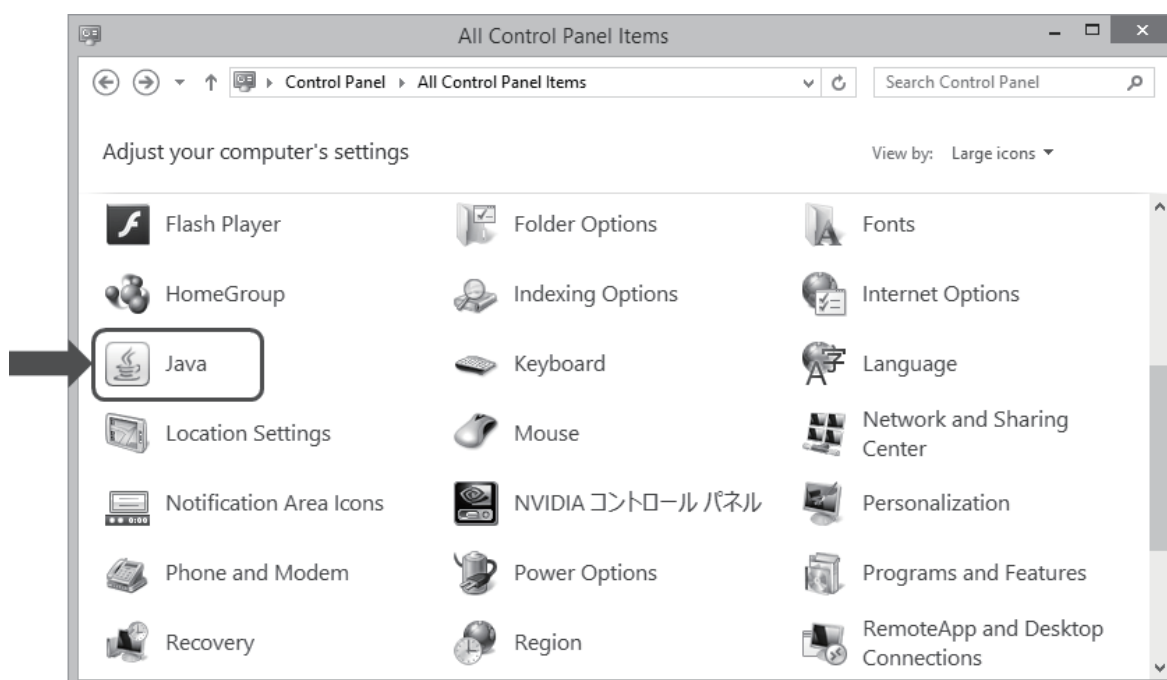 All Control Panel Items
Control Panel All Control Panel Items
Search Control Panel
Adjust your computer's settings
View by: Large icons
Flash Player
Folder Options
Fonts
HomeGroup
Indexing Options
Internet Options
Java
Keyboard
Language
Location Settings
Mouse
Network and Sharing
Center
Notification Area Icons
NVIDIA コントロール パネル
Personalization
Phone and Modem
Power Options
Programs and Features
Recovery
Region
RemoteApp and Desktop
Connections